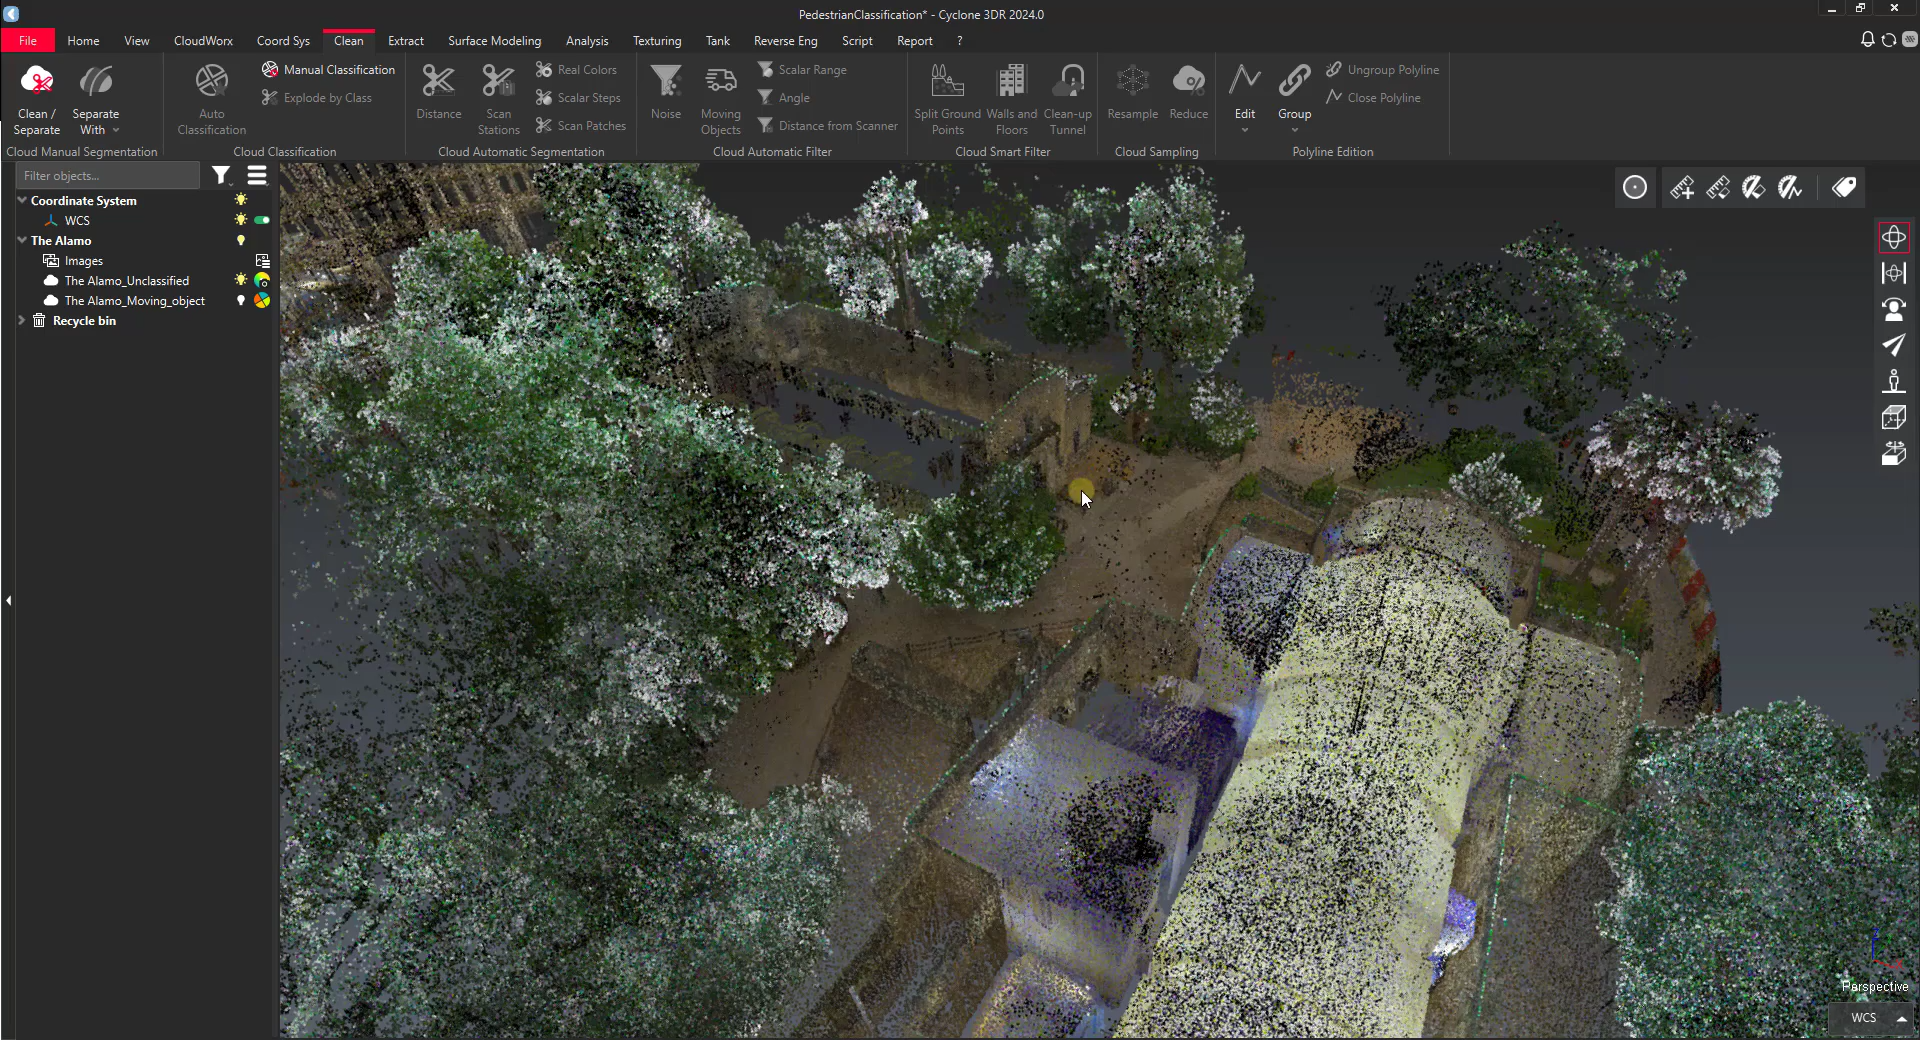 PedestrianClassification* - Cyclone 3DR 2024.0
File Home View CloudWorx Coord Sys Clean Extract Surface Modeling Analysis Texturing Tank Reverse Eng Script Report ?
Clean / Separate
Separate With
Cloud Manual Segmentation
Auto Classification
Manual Classification
Explode by Class
Cloud Classification
Distance
Scan Stations
Real Colors
Scalar Steps
Scan Patches
Cloud Automatic Segmentation
Noise
Moving Objects
Scalar Range
Angle
Distance from Scanner
Cloud Automatic Filter
Split Ground Points
Walls and Floors
Clean-up Tunnel
Cloud Smart Filter
Resample
Reduce
Cloud Sampling
Edit
Group
Ungroup Polyline
Close Polyline
Polyline Edition
Filter objects...
Coordinate System
WCS
The Alamo
Images
The Alamo_Unclassified
The Alamo_Moving_object
Recycle bin
Perspective
WCS